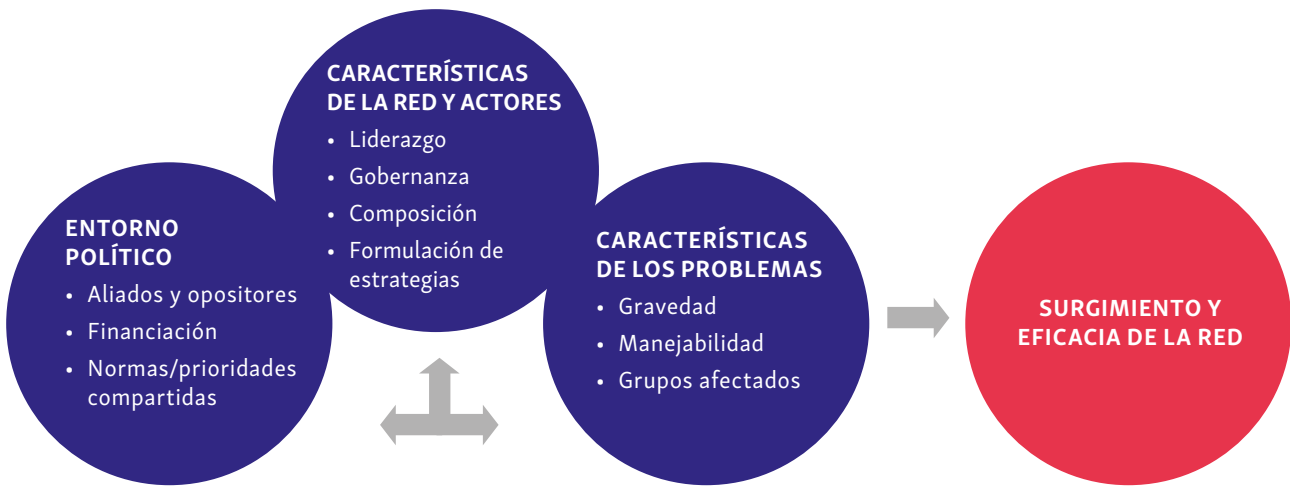 ENTORNO
POLÍTICO
• Aliados y opositores
• Financiación
• Normas/prioridades
compartidas
CARACTERÍSTICAS
DE LA RED Y ACTORES
• Liderazgo
• Gobernanza
• Composición
• Formulación de
estrategias
CARACTERÍSTICAS
DE LOS PROBLEMAS
• Gravedad
• Manejabilidad
• Grupos afectados
SURGIMIENTO Y
EFICACIA DE LA RED